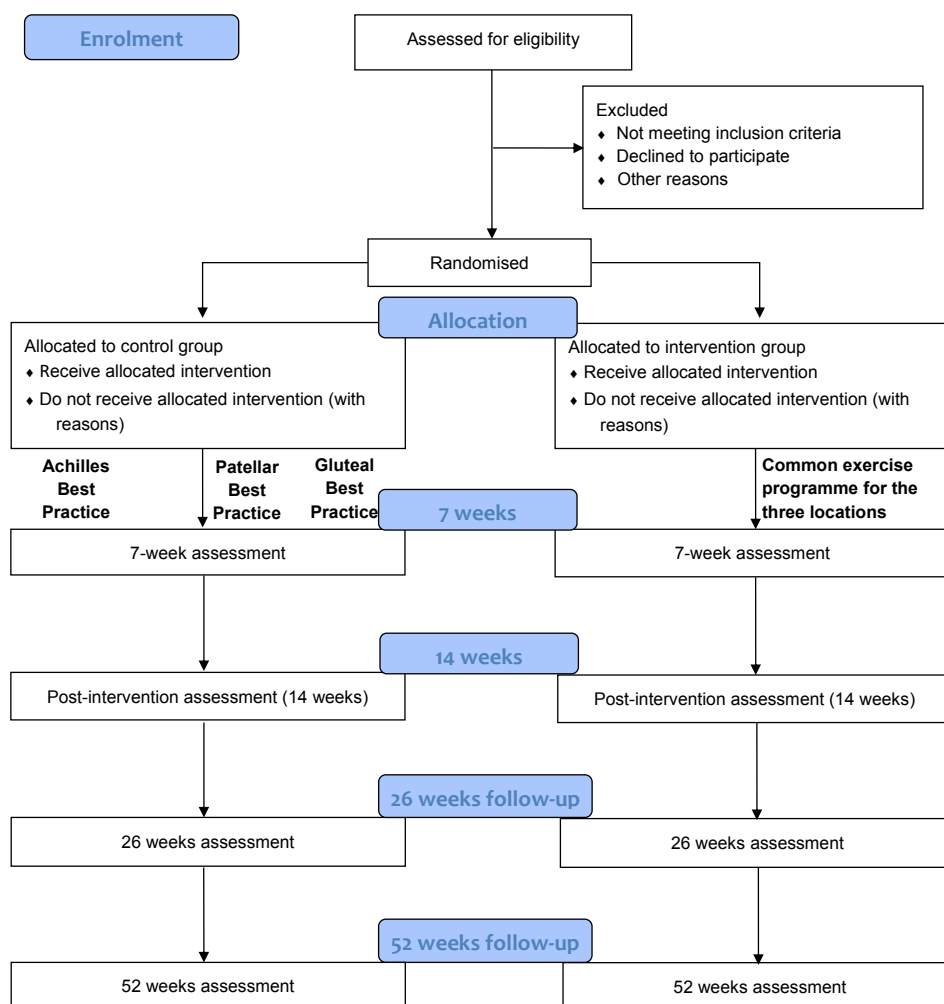 Enrolment
Assessed for eligibility
Excluded
♦ Not meeting inclusion criteria
♦ Declined to participate
♦ Other reasons
Randomised
Allocation
Allocated to control group
♦ Receive allocated intervention
♦ Do not receive allocated intervention (with
reasons)
Allocated to intervention group
♦ Receive allocated intervention
♦ Do not receive allocated intervention (with
reasons)
Achilles
Best
Practice
Patellar
Best
Practice
Gluteal
Best
Practice
Common exercise
programme for the
three locations
7 weeks
7-week assessment
7-week assessment
14 weeks
Post-intervention assessment (14 weeks)
Post-intervention assessment (14 weeks)
26 weeks follow-up
26 weeks assessment
26 weeks assessment
52 weeks follow-up
52 weeks assessment
52 weeks assessment